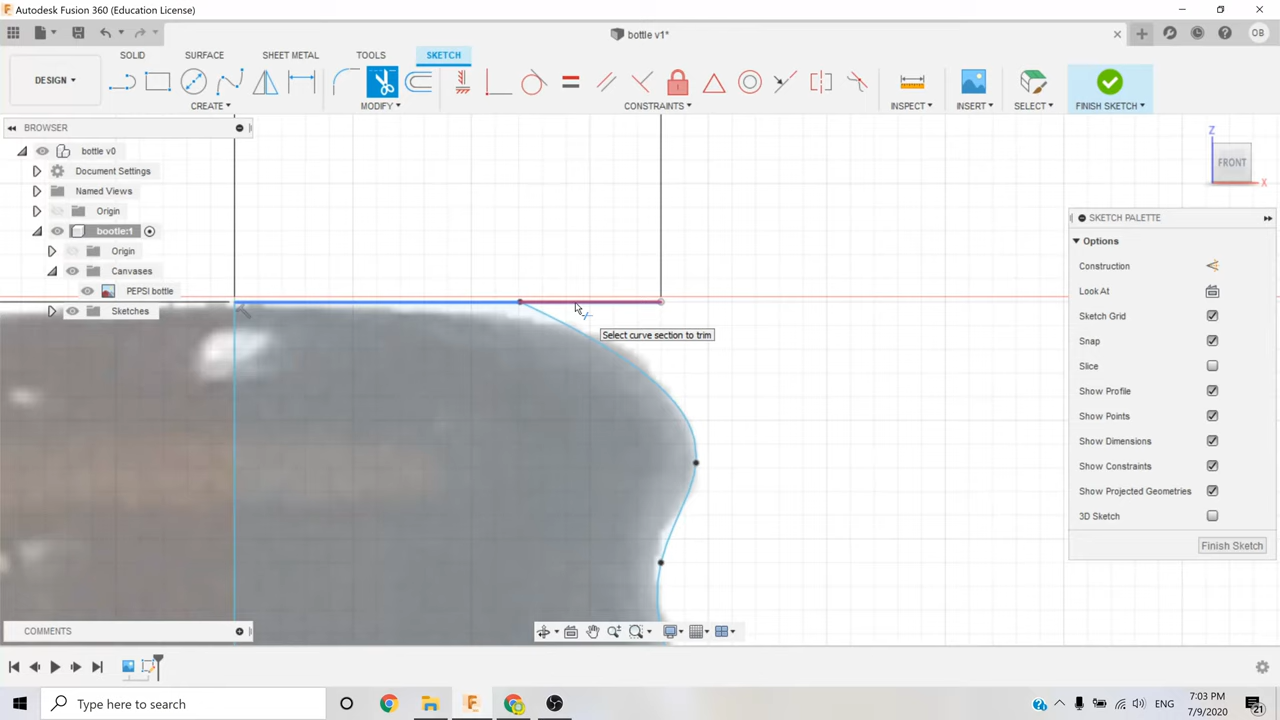 Autodesk Fusion 360 (Education License)
bottle v1*
OB
DESIGN
SOLID
SURFACE
SHEET METAL
TOOLS
SKETCH
CREATE
MODIFY
CONSTRAINTS
INSPECT
INSERT
SELECT
FINISH SKETCH
BROWSER
bottle v0
Document Settings
Named Views
Origin
bootle:1
Origin
Canvases
PEPSI bottle
Sketches
Select curve section to trim
Z
FRONT
X
SKETCH PALETTE
Options
Construction
Look At
Sketch Grid
Snap
Slice
Show Profile
Show Points
Show Dimensions
Show Constraints
Show Projected Geometries
3D Sketch
Finish Sketch
COMMENTS
Type here to search
ENG
7:03 PM
7/9/2020
21